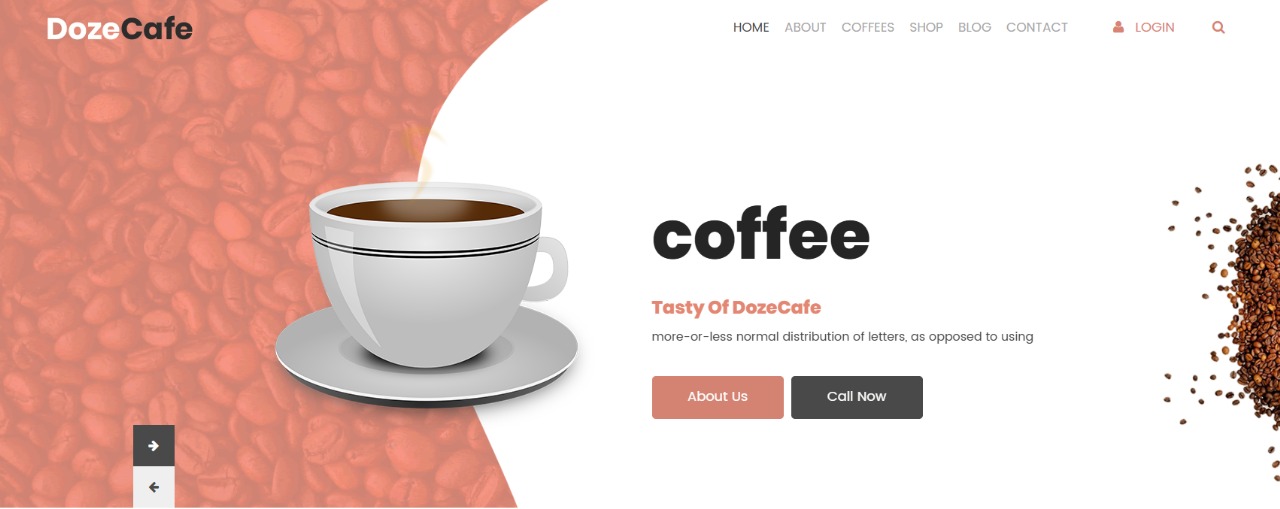 DozeCafe
HOME ABOUT COFFEES SHOP BLOG CONTACT LOGIN
coffee
Tasty Of DozeCafe
more-or-less normal distribution of letters, as opposed to using
About Us Call Now